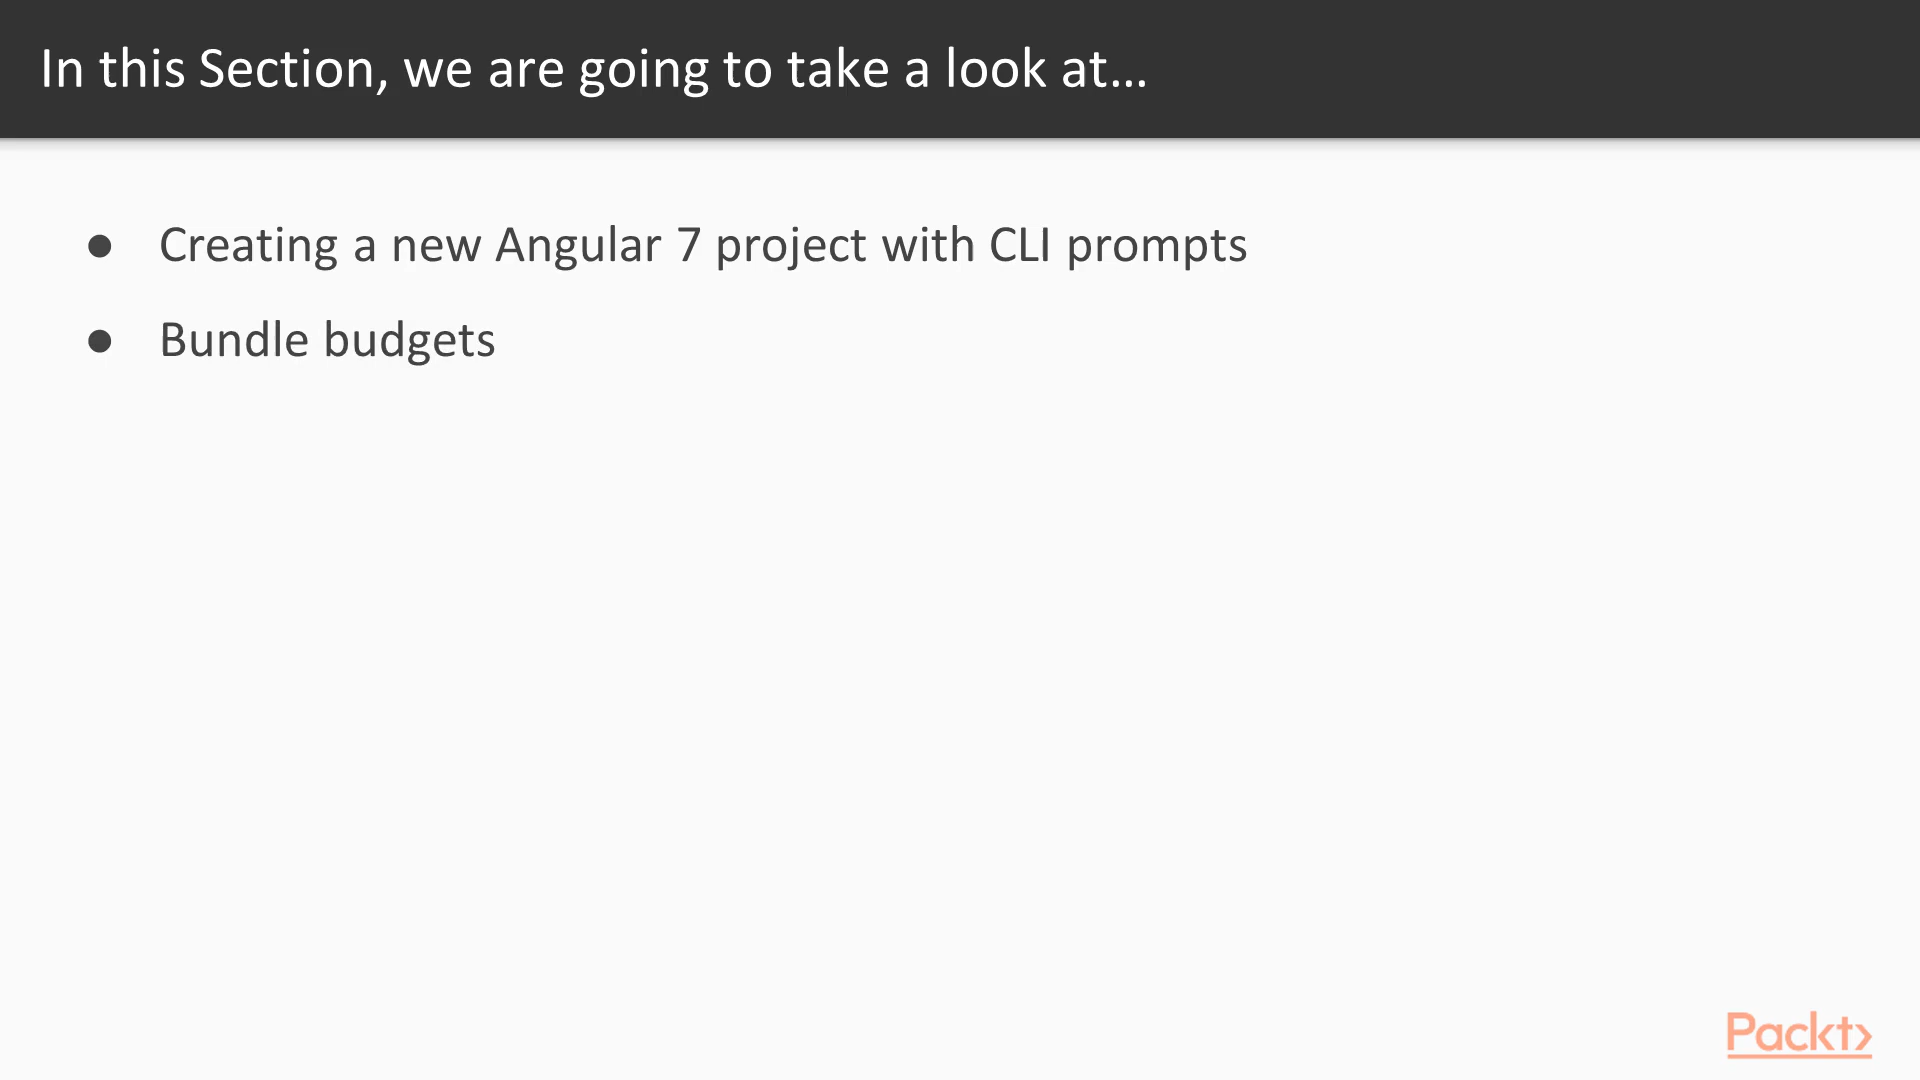 In this Section, we are going to take a look at...
● Creating a new Angular 7 project with CLI prompts
● Bundle budgets
Packt>